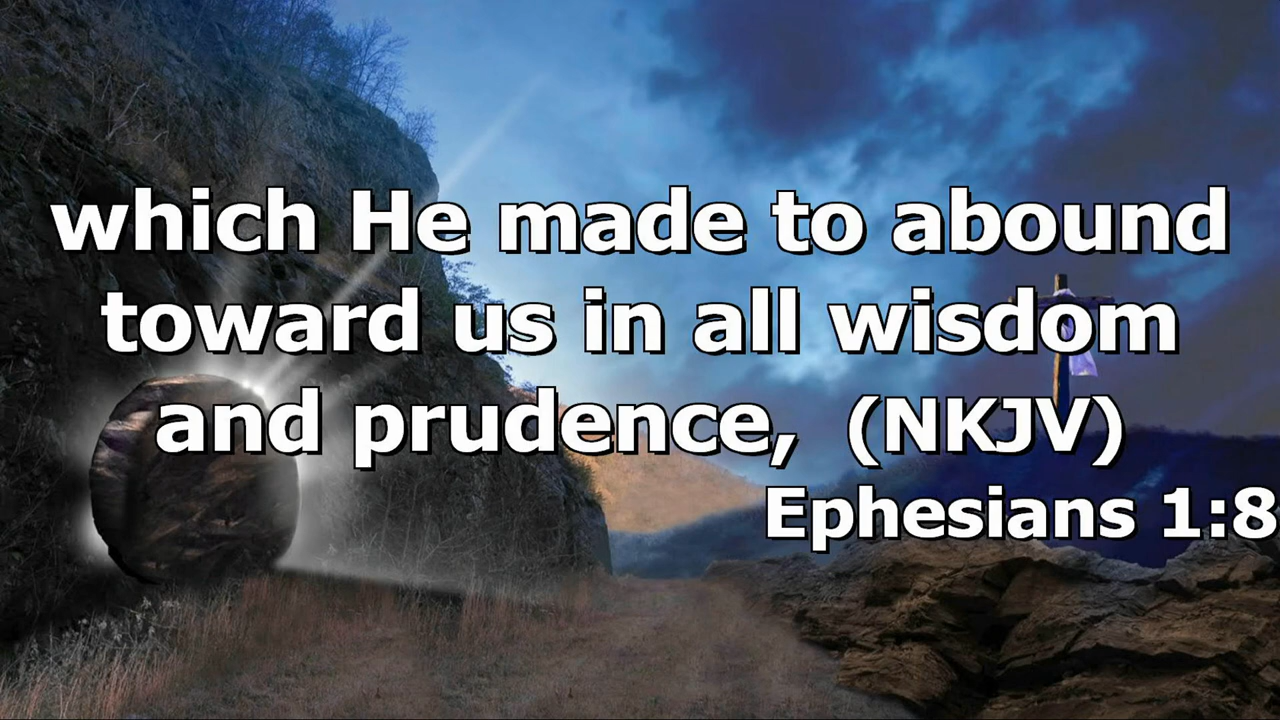 which He made to abound
toward us in all wisdom
and prudence,  (NKJV)
Ephesians 1:8